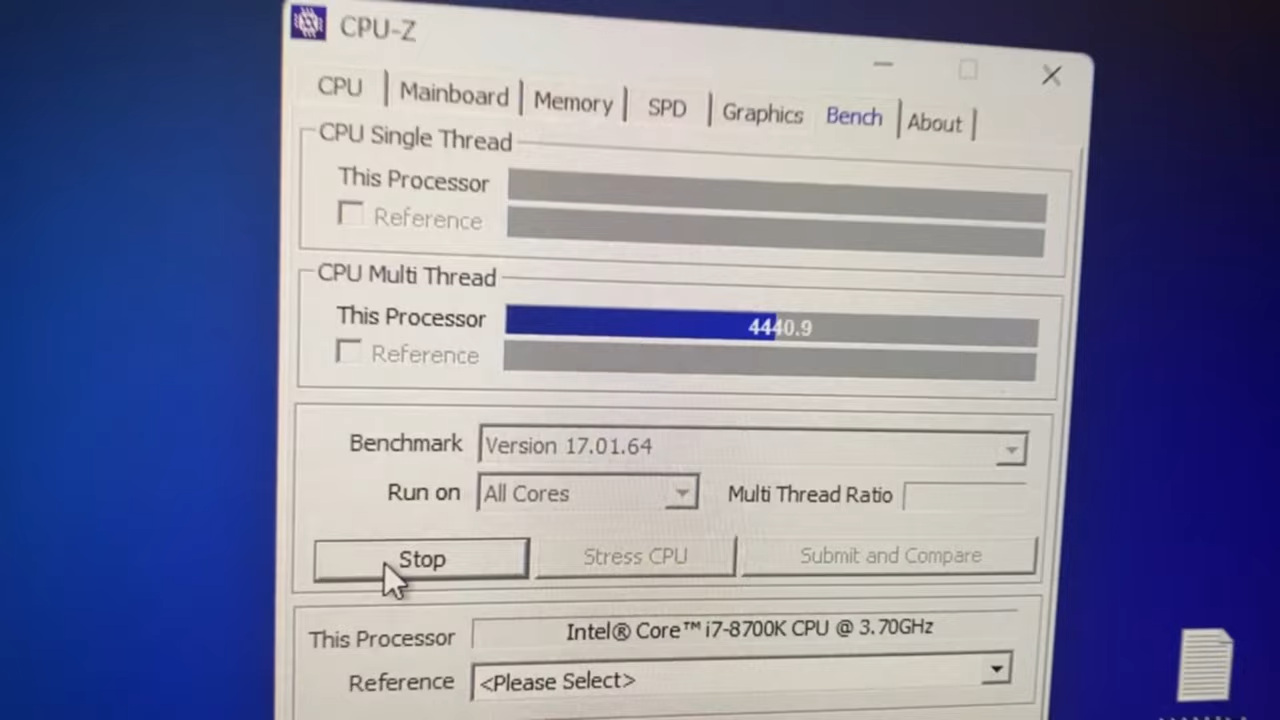 CPU-Z
CPU Mainboard Memory SPD Graphics Bench About
CPU Single Thread
This Processor
Reference
CPU Multi Thread
This Processor 4440.9
Reference
Benchmark Version 17.01.64
Run on All Cores Multi Thread Ratio
Stop Stress CPU Submit and Compare
This Processor Intel® Core™ i7-8700K CPU @ 3.70GHz
Reference <Please Select>